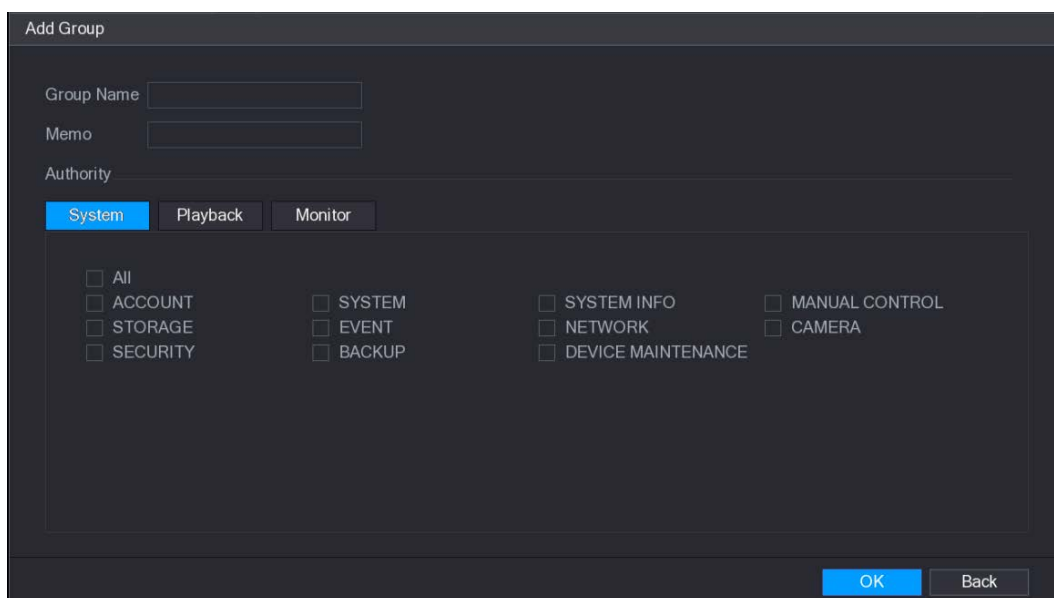 Add Group
Group Name
Memo
Authority
System Playback Monitor
All
ACCOUNT SYSTEM SYSTEM INFO MANUAL CONTROL
STORAGE EVENT NETWORK CAMERA
SECURITY BACKUP DEVICE MAINTENANCE
OK Back